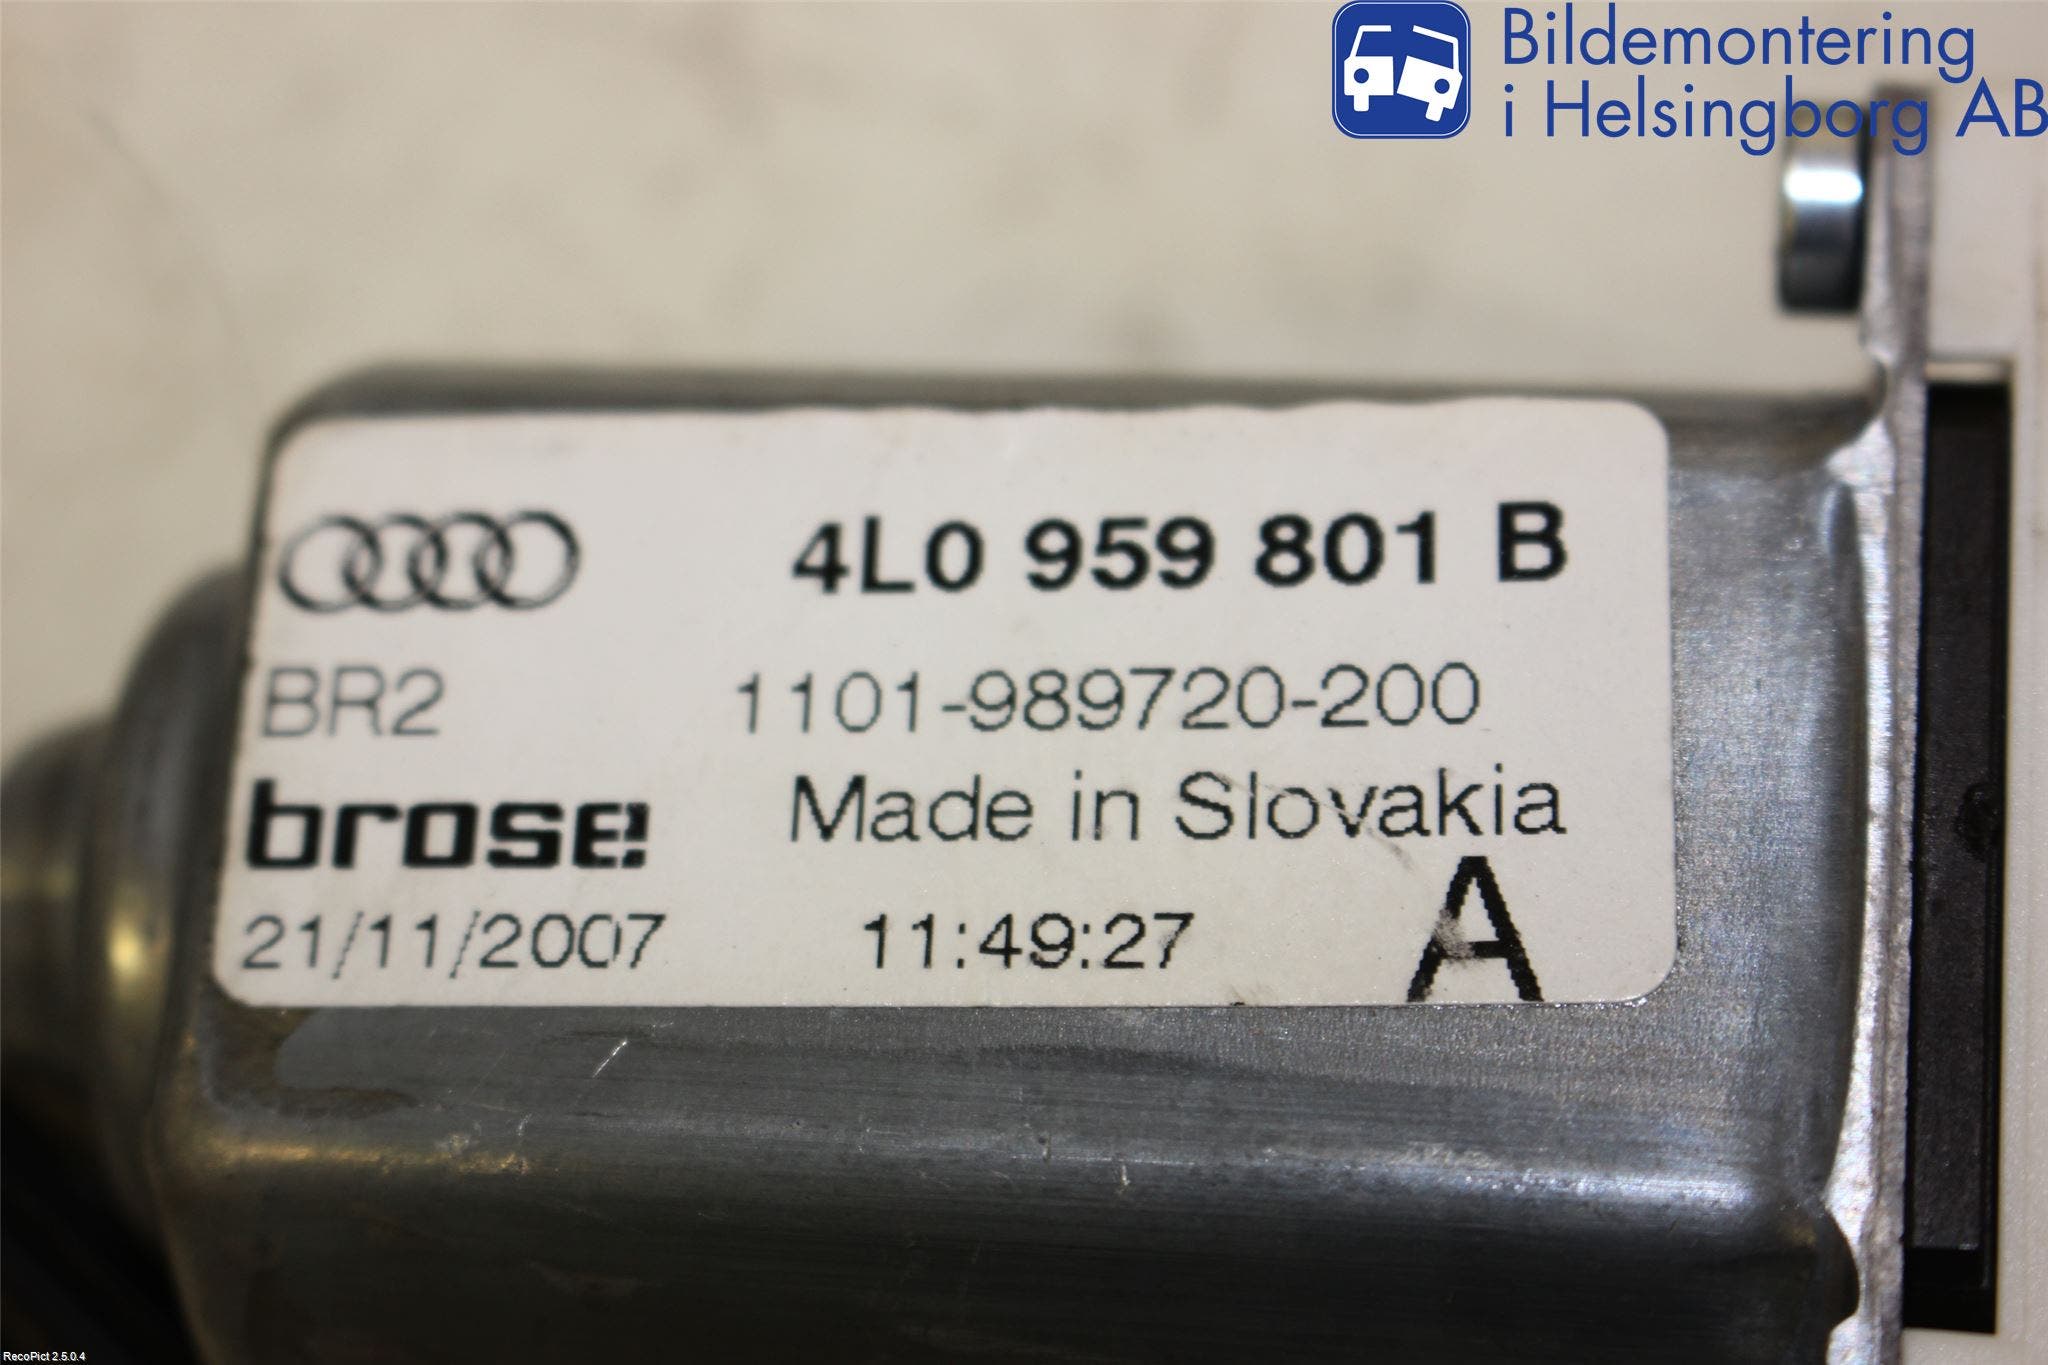 Bildemontering
i Helsingborg AB
4L0 959 801 B
BR2 1101-989720-200
brose Made in Slovakia
21/11/2007 11:49:27 A
RecoPict 2.5.0.4